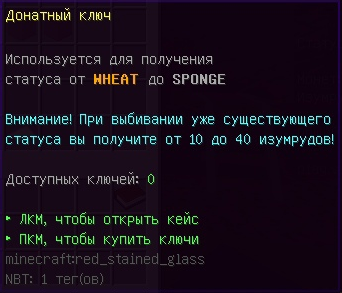 Донатный ключ
Используется для получения
статуса от WHEAT до SPONGE
Внимание! При выбивании уже существующего
статуса вы получите от 10 до 40 изумрудов!
Доступных ключей: 0
‣ ЛКМ, чтобы открыть кейс
‣ ПКМ, чтобы купить ключи
minecraft:red_stained_glass
NBT: 1 тег(ов)